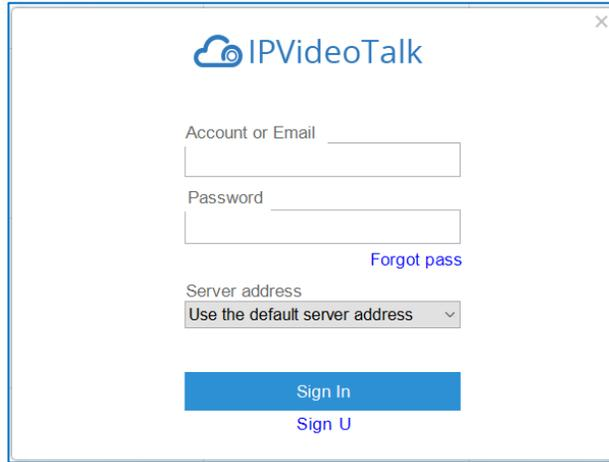 IPVideoTalk
Account or Email
Password
Forgot pass
Server address
Use the default server address
Sign In
Sign U